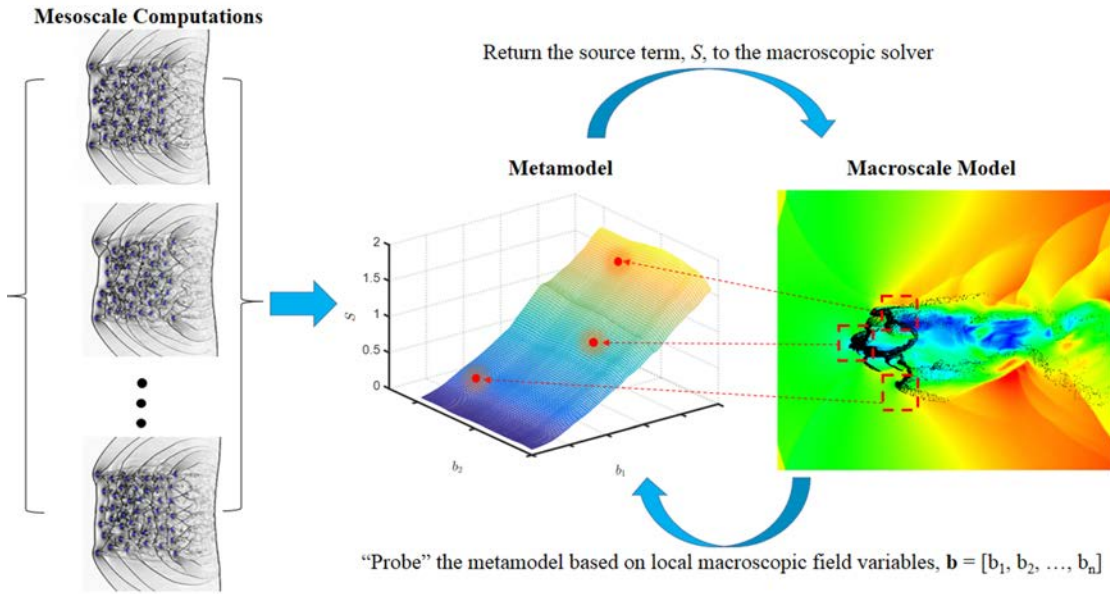 Mesoscale Computations
Return the source term, S, to the macroscopic solver
Metamodel
Macroscale Model
2
1.5
1
0.5
0
S
b₂
b₁
“Probe” the metamodel based on local macroscopic field variables, b = [b₁, b₂, …, bₙ]